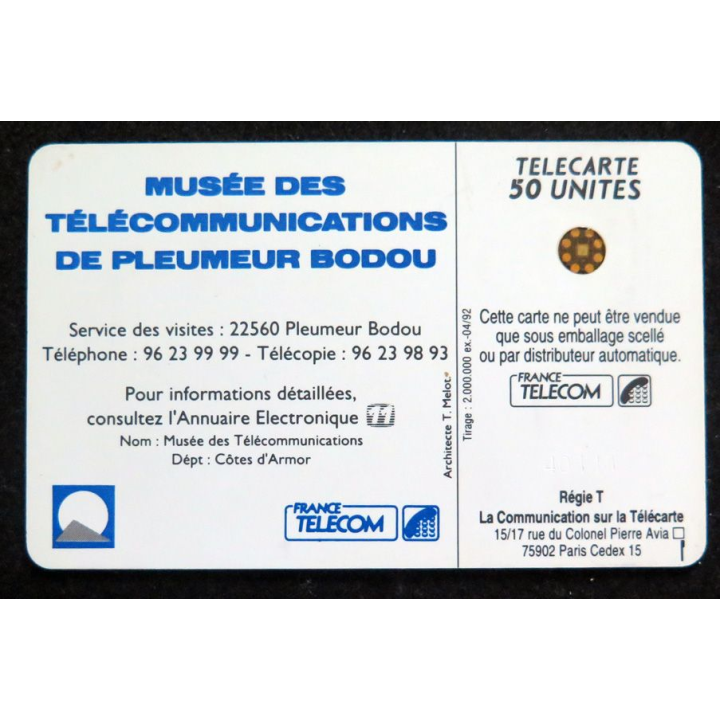 MUSÉE DES
TÉLÉCOMMUNICATIONS
DE PLEUMEUR BODOU
Service des visites : 22560 Pleumeur Bodou
Téléphone : 96 23 99 99 - Télécopie : 96 23 98 93
Pour informations détaillées,
consultez l'Annuaire Electronique 11
Nom : Musée des Télécommunications
Dépt : Côtes d'Armor
FRANCE
TELECOM
Architecte T. Melot.
Tirage : 2.000.000 ex.-04/92
TELECARTE
50 UNITES
Cette carte ne peut être vendue
que sous emballage scellé
ou par distributeur automatique.
FRANCE
TELECOM
Régie T
La Communication sur la Télécarte
15/17 rue du Colonel Pierre Avia
75902 Paris Cedex 15